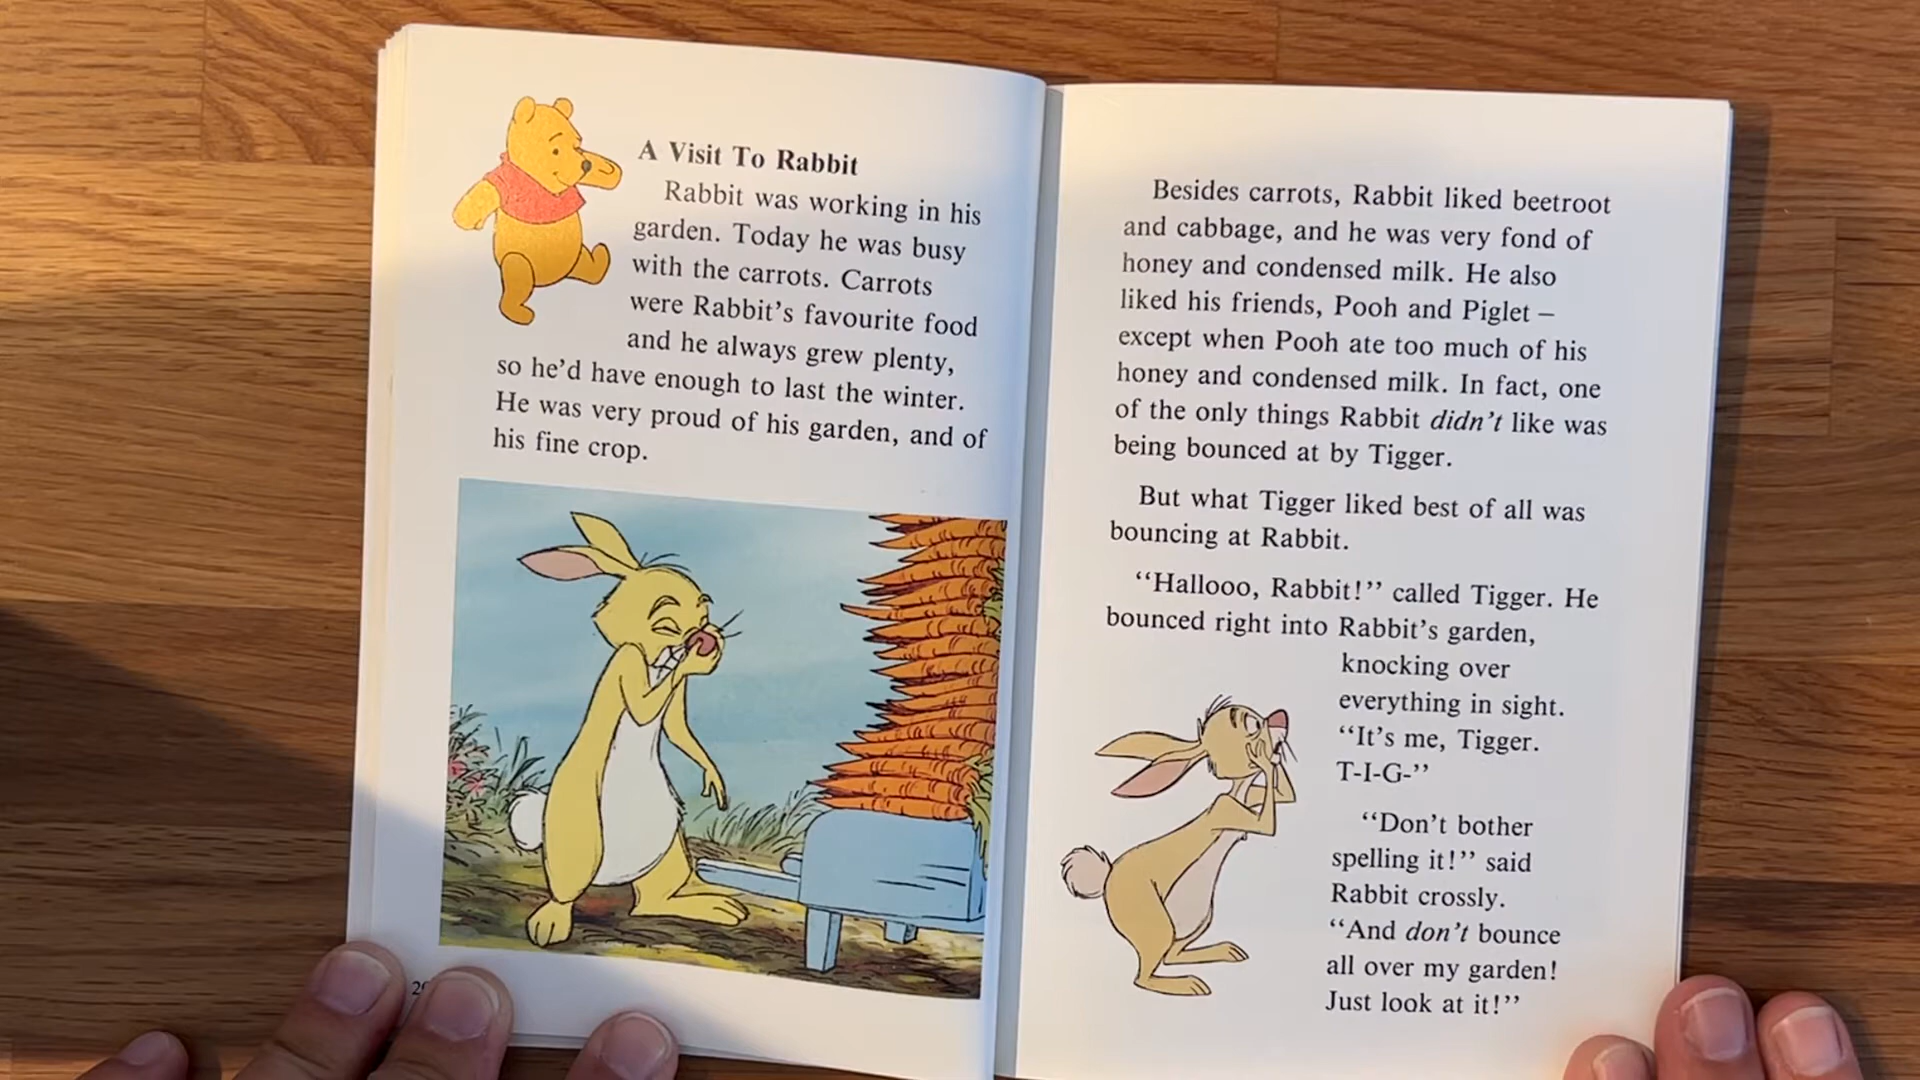 A Visit To Rabbit
Rabbit was working in his
garden. Today he was busy
with the carrots. Carrots
were Rabbit's favourite food
and he always grew plenty,
so he'd have enough to last the winter.
He was very proud of his garden, and of
his fine crop.
Besides carrots, Rabbit liked beetroot
and cabbage, and he was very fond of
honey and condensed milk. He also
liked his friends, Pooh and Piglet –
except when Pooh ate too much of his
honey and condensed milk. In fact, one
of the only things Rabbit didn't like was
being bounced at by Tigger.
But what Tigger liked best of all was
bouncing at Rabbit.
“Hallooo, Rabbit!” called Tigger. He
bounced right into Rabbit's garden,
knocking over
everything in sight.
“It's me, Tigger.
T-I-G-”
“Don't bother
spelling it!” said
Rabbit crossly.
“And don't bounce
all over my garden!
Just look at it!”